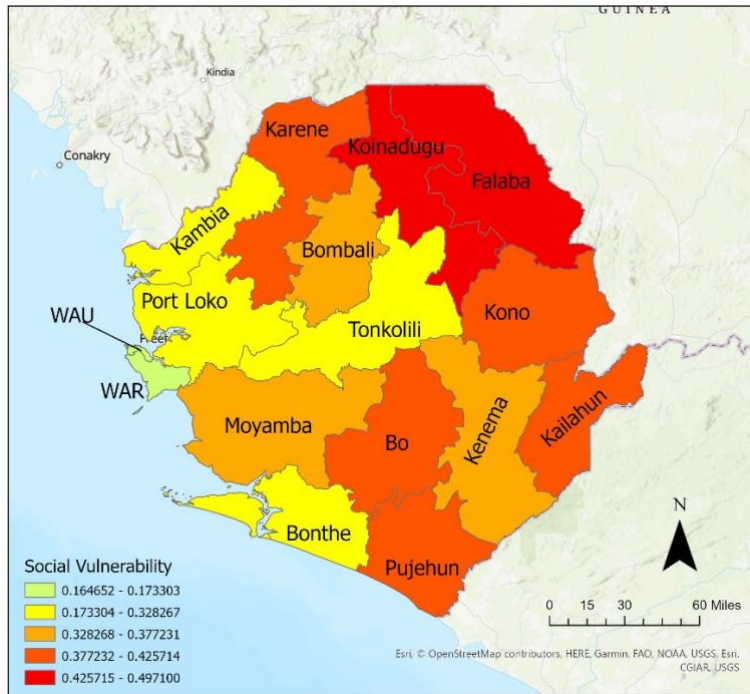 GUINEA
Kindia
Conakry
Karene
Koinadugu
Falaba
Kambia
Bombali
Port Loko
Kono
WAU
Tonkolili
WAR
Kailahun
Moyamba
Bo
Kenema
Bonthe
Pujehun
N
Social Vulnerability
0.164652 - 0.173303
0.173304 - 0.328267
0.328268 - 0.377231
0.377232 - 0.425714
0.425715 - 0.497100
0 15 30 60 Miles
Esri, © OpenStreetMap contributors, HERE, Garmin, FAO, NOAA, USGS, Esri,
CGIAR, USGS